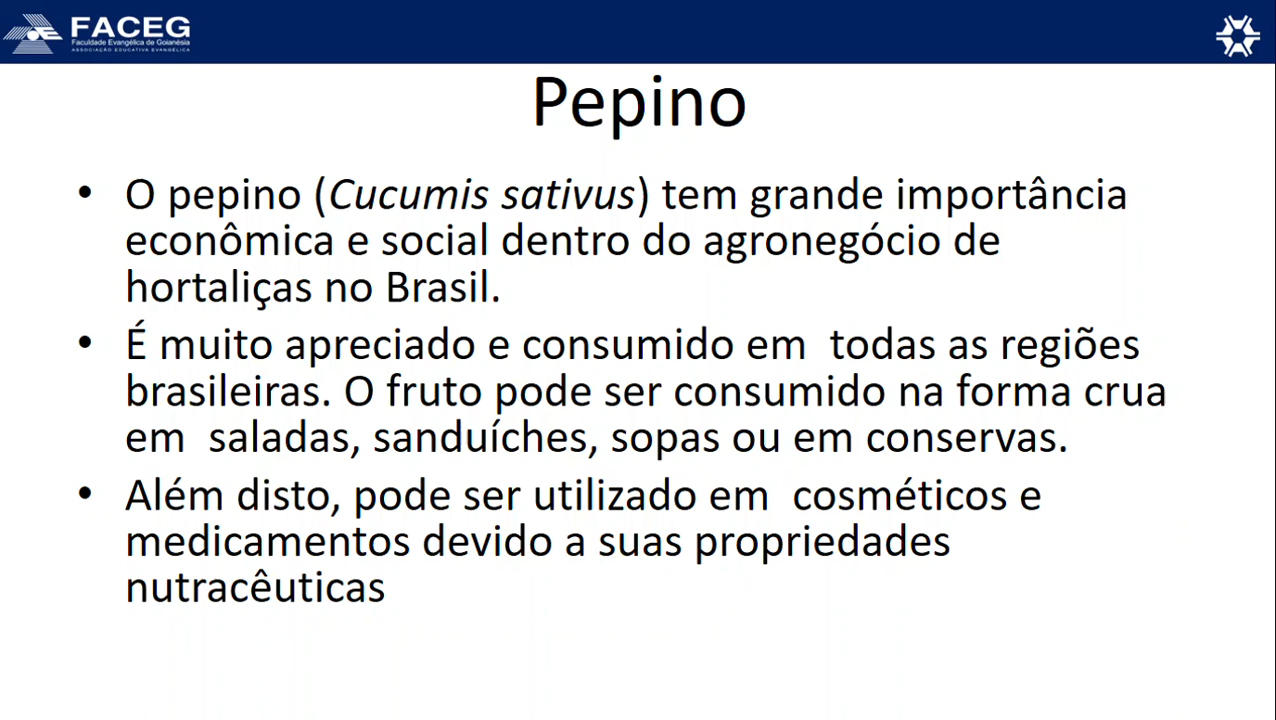 FACEG
Faculdade Evangélica de Goianésia
ASSOCIAÇÃO EDUCATIVA EVANGÉLICA
Pepino
• O pepino (Cucumis sativus) tem grande importância
econômica e social dentro do agronegócio de
hortaliças no Brasil.
• É muito apreciado e consumido em  todas as regiões
brasileiras. O fruto pode ser consumido na forma crua
em  saladas, sanduíches, sopas ou em conservas.
• Além disto, pode ser utilizado em  cosméticos e
medicamentos devido a suas propriedades
nutracêuticas